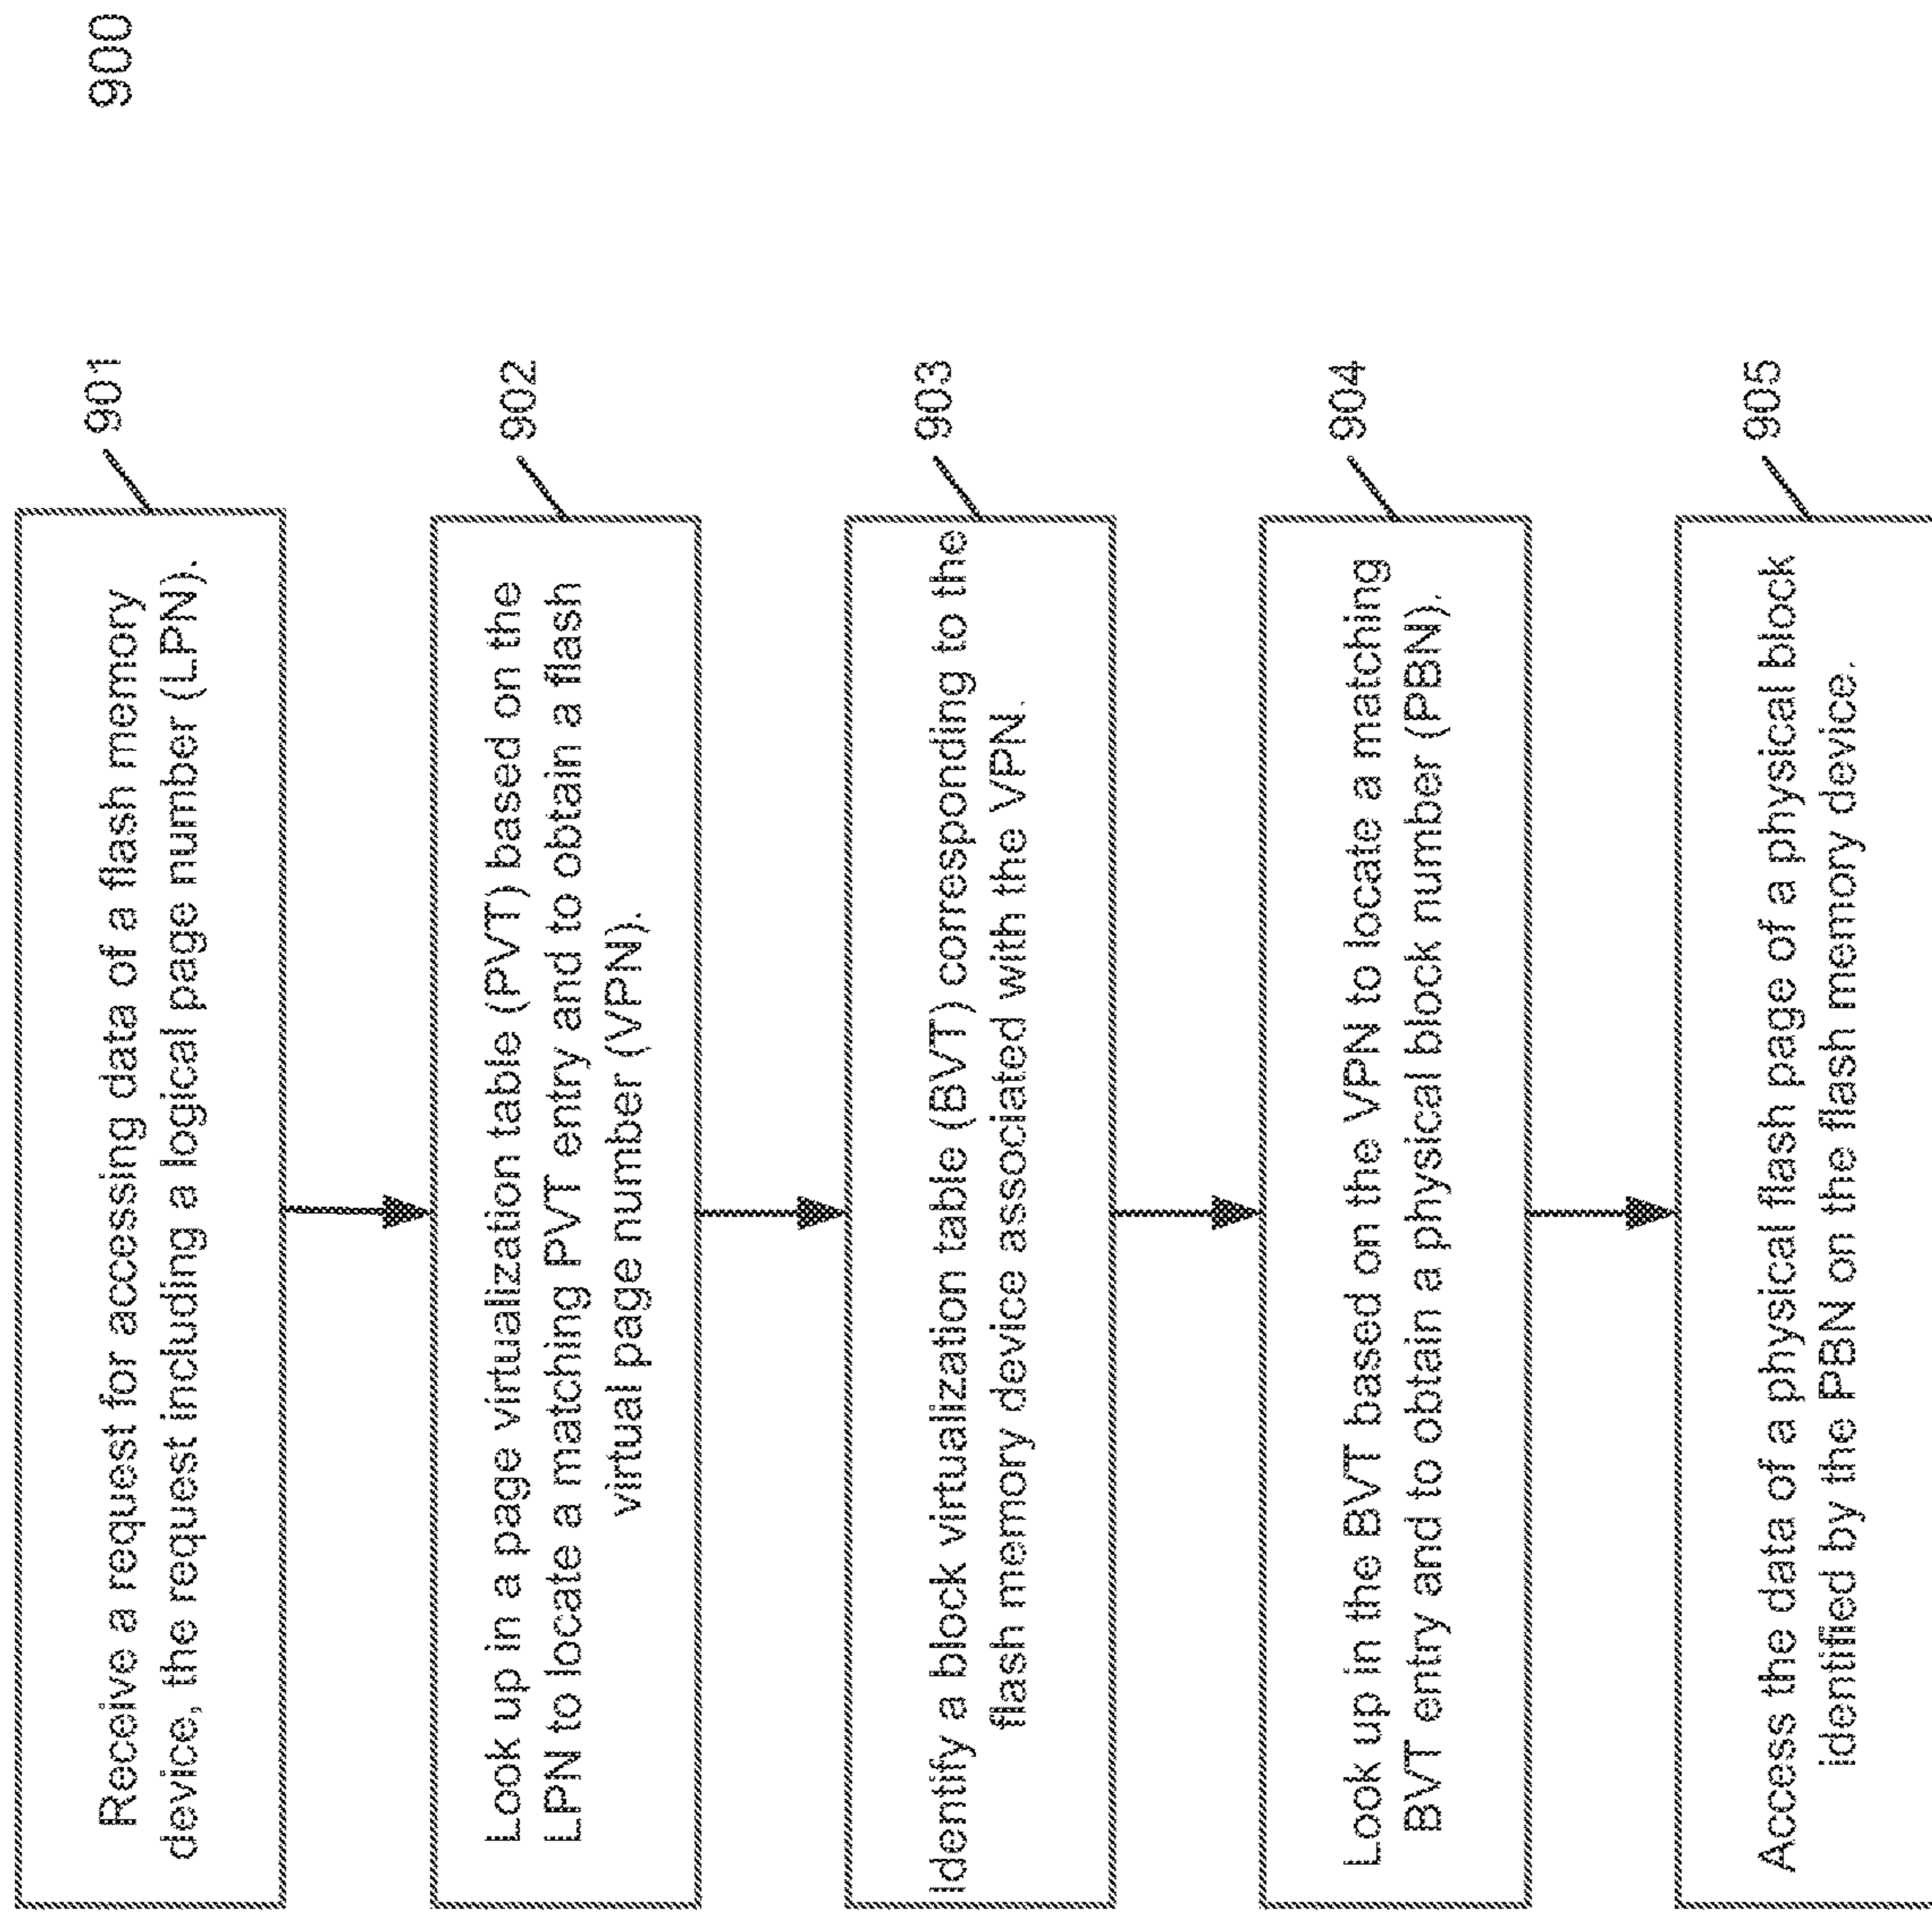 900
901
Receive a request for accessing data of a flash memory
device, the request including a logical page number (LPN).
902
Look up in a page virtualization table (PVT) based on the
LPN to locate a matching PVT entry and to obtain a flash
virtual page number (VPN).
903
Identify a block virtualization table (BVT) corresponding to the
flash memory device associated with the VPN.
904
Look up in the BVT based on the VPN to locate a matching
BVT entry and to obtain a physical block number (PBN).
905
Access the data of a physical flash page of a physical block
identified by the PBN on the flash memory device.